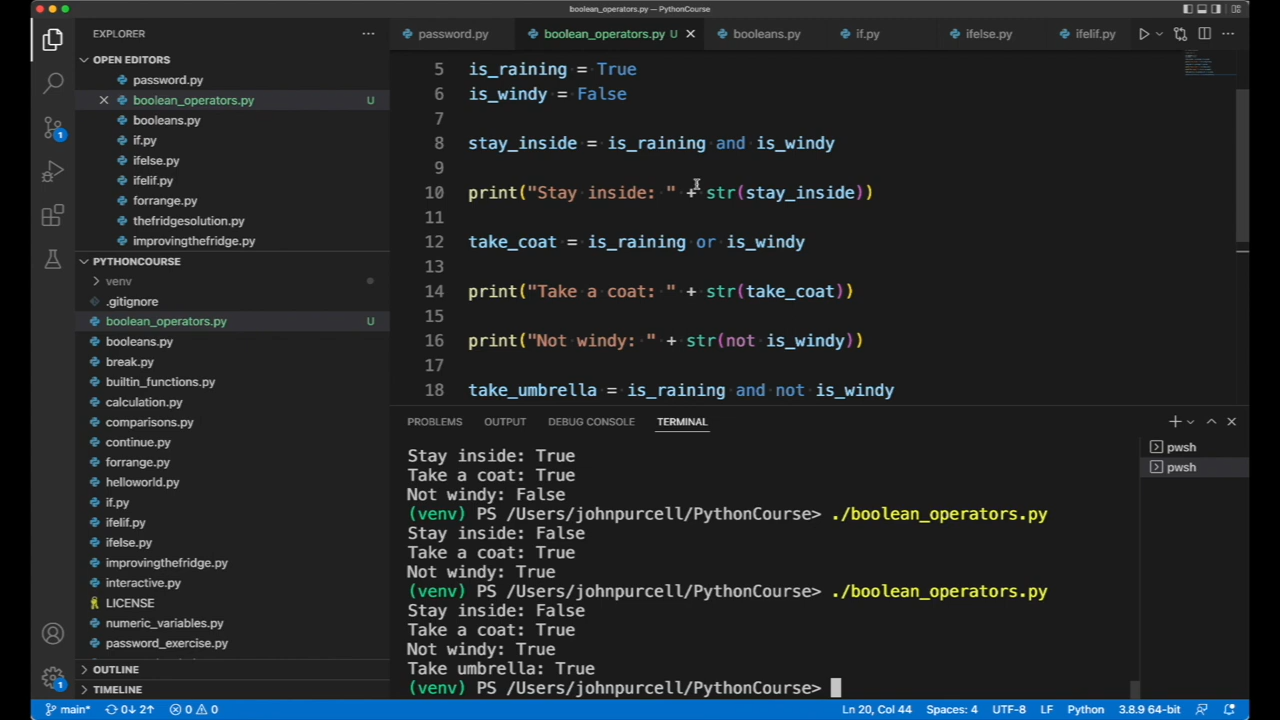 boolean_operators.py — PythonCourse
EXPLORER
password.py
boolean_operators.py U
booleans.py
if.py
ifelse.py
ifelif.py
OPEN EDITORS
password.py
boolean_operators.py U
booleans.py
if.py
ifelse.py
ifelif.py
forrange.py
thefridgesolution.py
improvingthefridge.py
PYTHONCOURSE
venv
.gitignore
boolean_operators.py U
booleans.py
break.py
builtin_functions.py
calculation.py
comparisons.py
continue.py
forrange.py
helloworld.py
if.py
ifelif.py
ifelse.py
improvingthefridge.py
interactive.py
LICENSE
numeric_variables.py
password_exercise.py
OUTLINE
TIMELINE
1
1
5 is_raining = True
6 is_windy = False
7
8 stay_inside = is_raining and is_windy
9
10 print("Stay inside: " + str(stay_inside))
11
12 take_coat = is_raining or is_windy
13
14 print("Take a coat: " + str(take_coat))
15
16 print("Not windy: " + str(not is_windy))
17
18 take_umbrella = is_raining and not is_windy
PROBLEMS OUTPUT DEBUG CONSOLE TERMINAL
Stay inside: True
Take a coat: True
Not windy: False
(venv) PS /Users/johnpurcell/PythonCourse> ./boolean_operators.py
Stay inside: False
Take a coat: True
Not windy: True
(venv) PS /Users/johnpurcell/PythonCourse> ./boolean_operators.py
Stay inside: False
Take a coat: True
Not windy: True
Take umbrella: True
(venv) PS /Users/johnpurcell/PythonCourse>
pwsh
pwsh
main* 0↓ 2↑ 0 0 Ln 20, Col 44 Spaces: 4 UTF-8 LF Python 3.8.9 64-bit